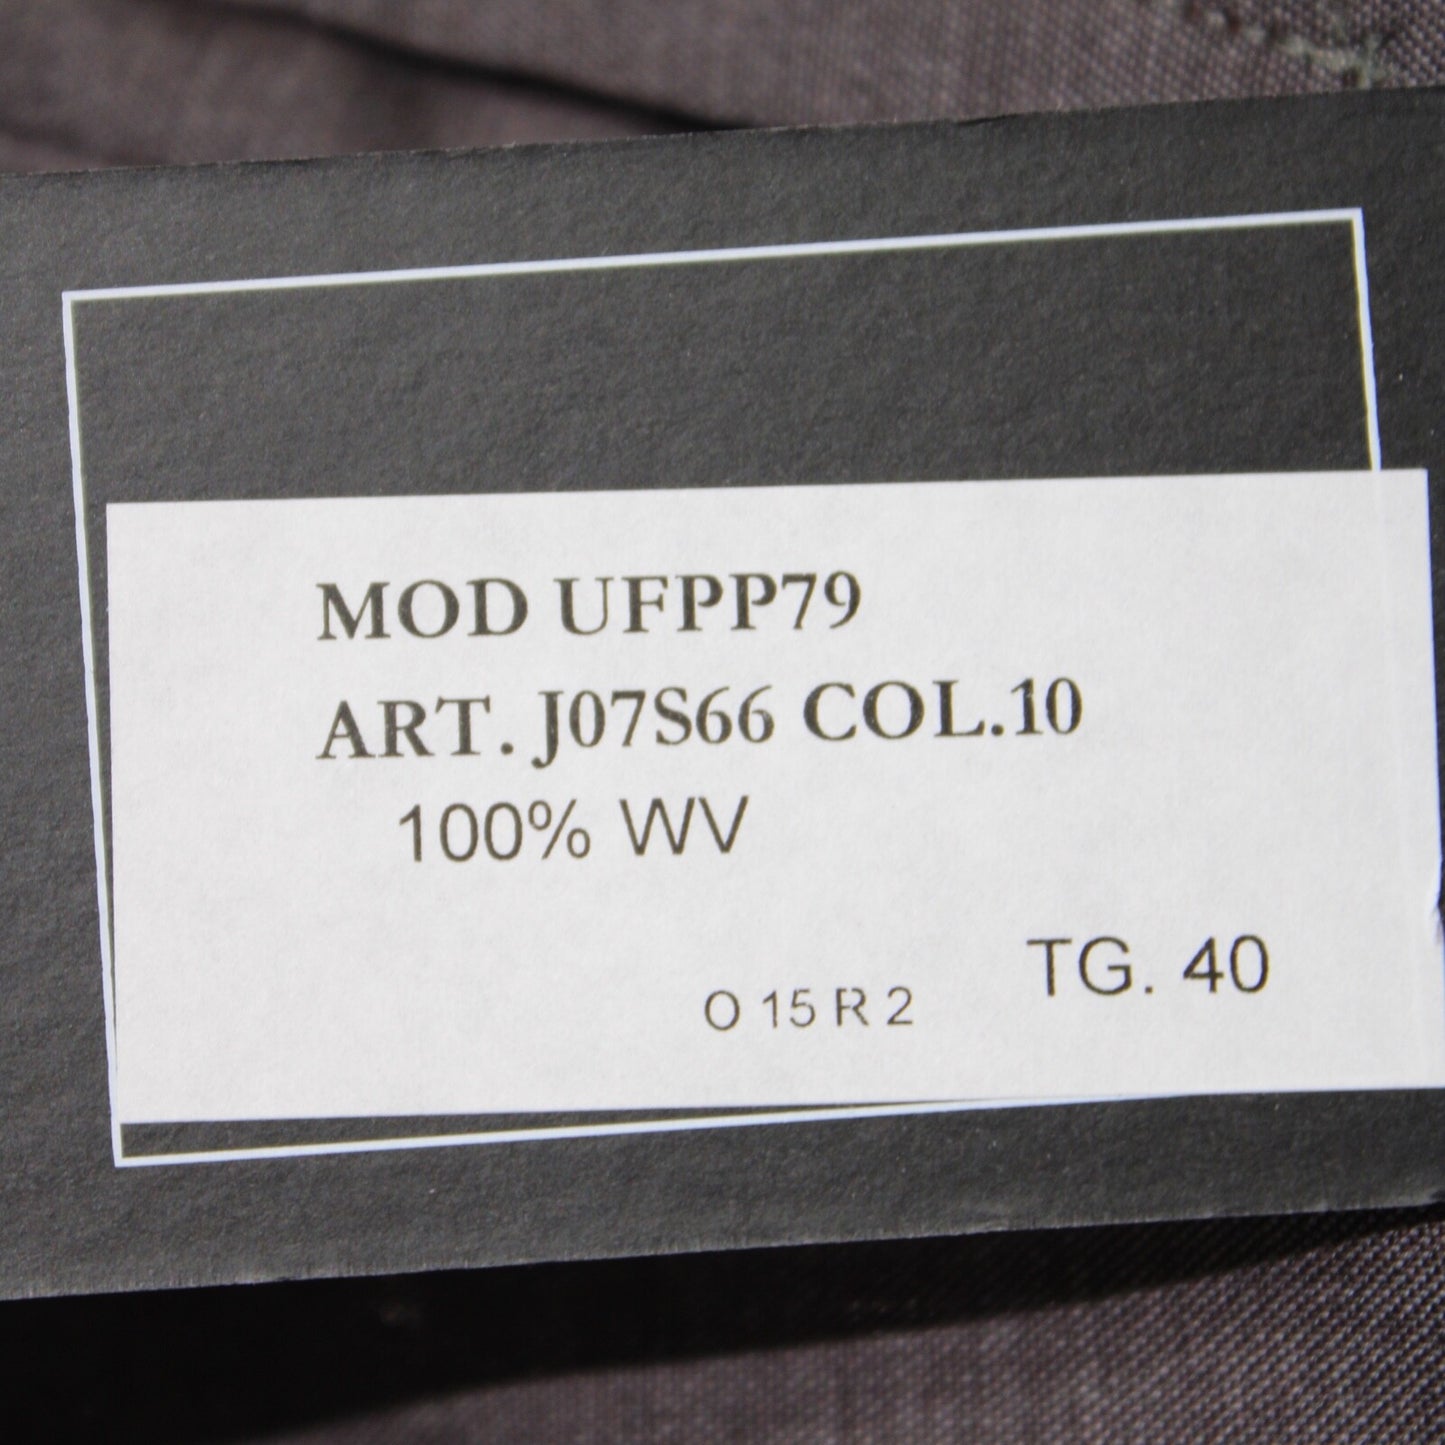 MOD UFPP79
ART. J07S66 COL.10
100% WV
TG. 40
O 15 R 2